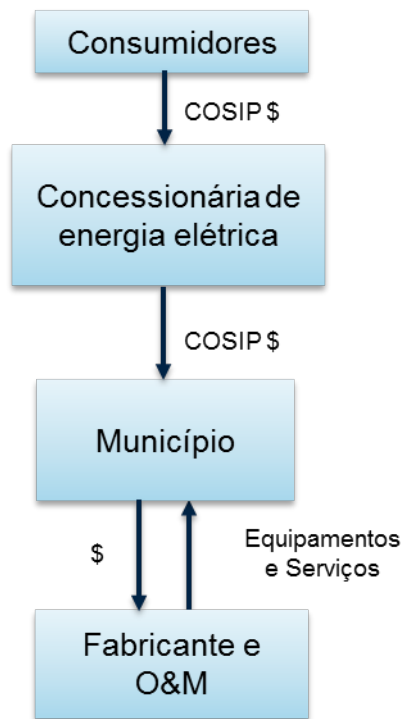 Consumidores
COSIP $
Concessionária de
energia elétrica
COSIP $
Município
$
Equipamentos
e Serviços
Fabricante e
O&M